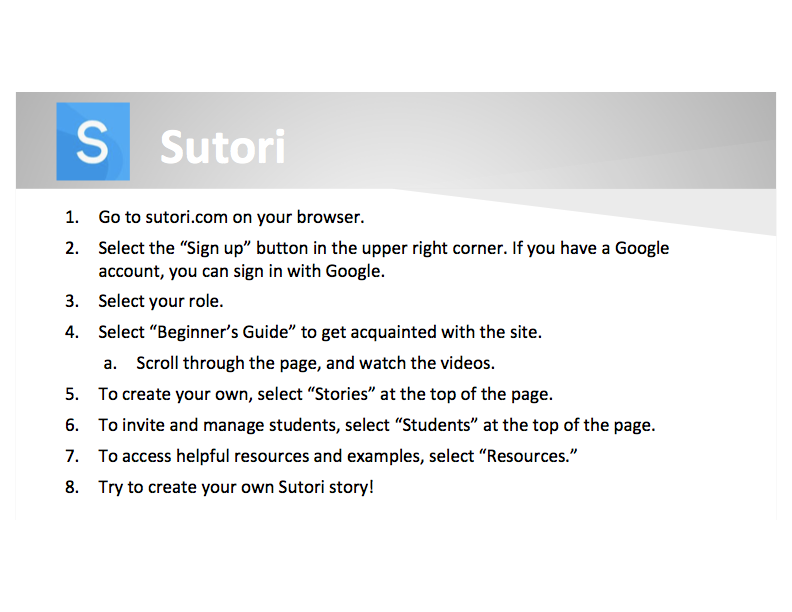 S
Sutori
1. Go to sutori.com on your browser.
2. Select the “Sign up” button in the upper right corner. If you have a Google
account, you can sign in with Google.
3. Select your role.
4. Select “Beginner’s Guide” to get acquainted with the site.
a. Scroll through the page, and watch the videos.
5. To create your own, select “Stories” at the top of the page.
6. To invite and manage students, select “Students” at the top of the page.
7. To access helpful resources and examples, select “Resources.”
8. Try to create your own Sutori story!